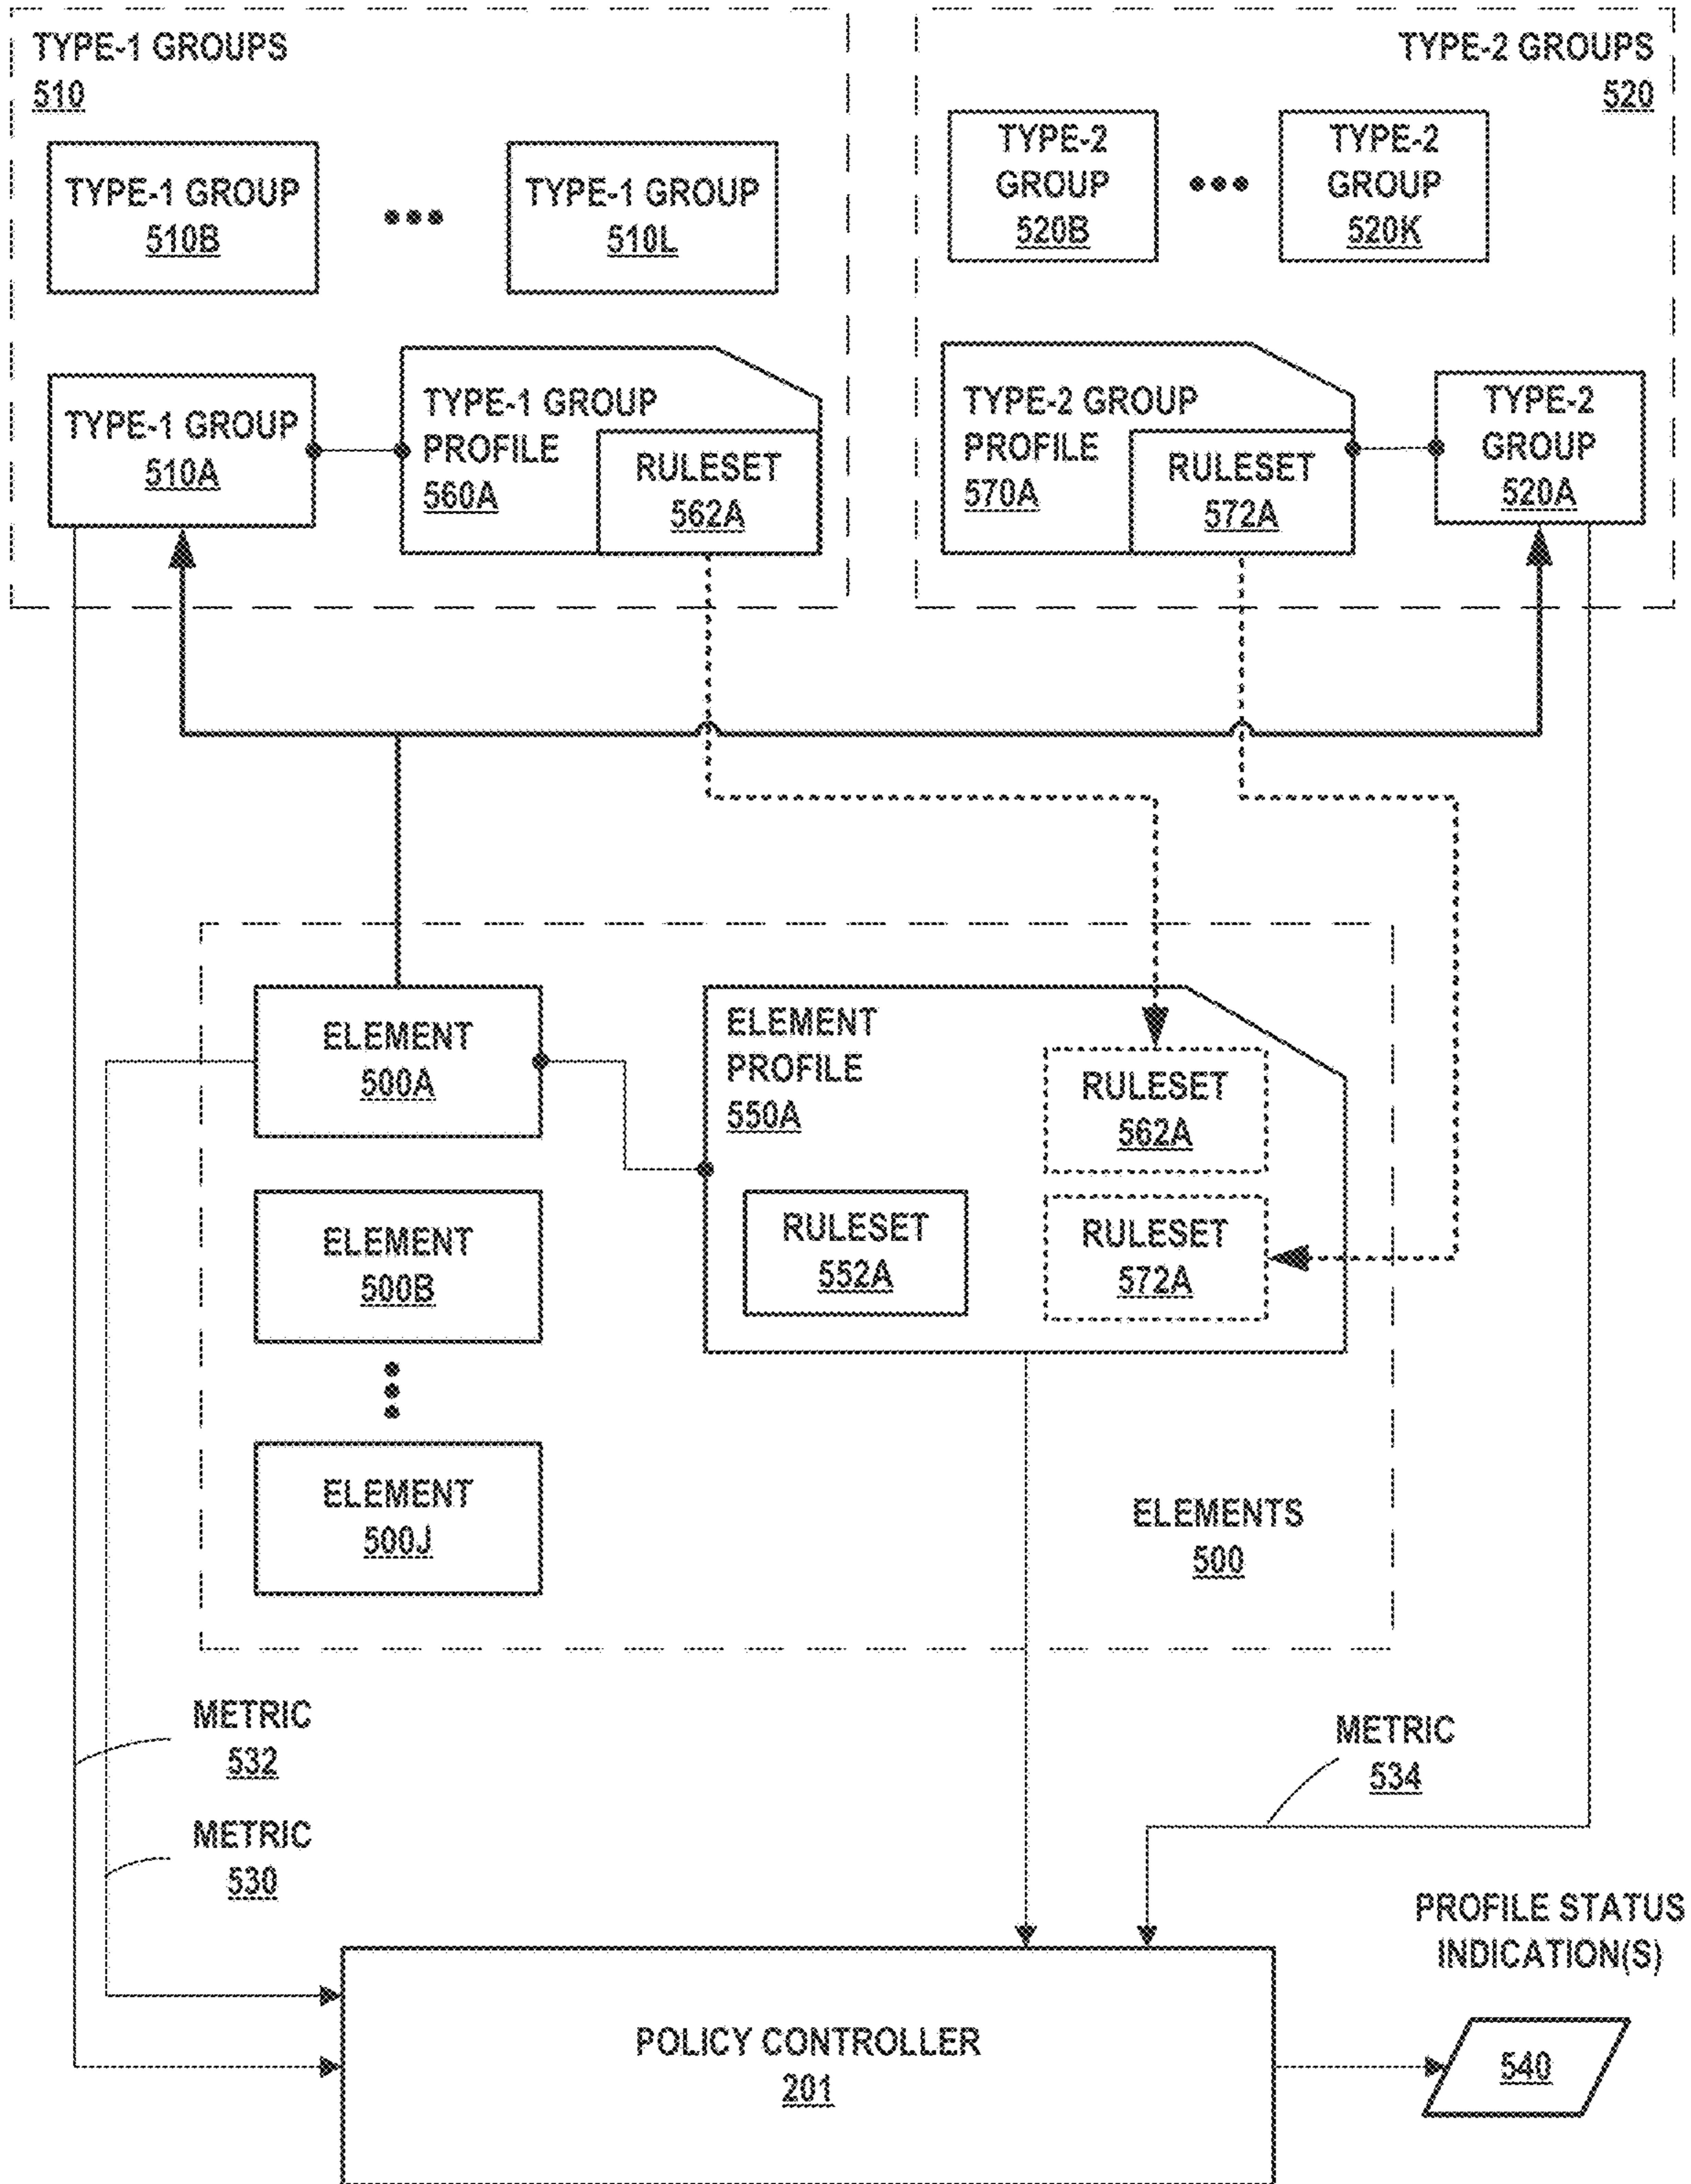 TYPE-1 GROUPS
510
TYPE-1 GROUP
510B
TYPE-1 GROUP
510L
TYPE-1 GROUP
510A
TYPE-1 GROUP
PROFILE
560A
RULESET
562A
TYPE-2 GROUPS
520
TYPE-2
GROUP
520B
TYPE-2
GROUP
520K
TYPE-2 GROUP
PROFILE
570A
RULESET
572A
TYPE-2
GROUP
520A
ELEMENT
500A
ELEMENT
PROFILE
550A
RULESET
562A
RULESET
552A
RULESET
572A
ELEMENT
500B
ELEMENT
500J
ELEMENTS
500
METRIC
532
METRIC
530
METRIC
534
PROFILE STATUS
INDICATION(S)
540
POLICY CONTROLLER
201